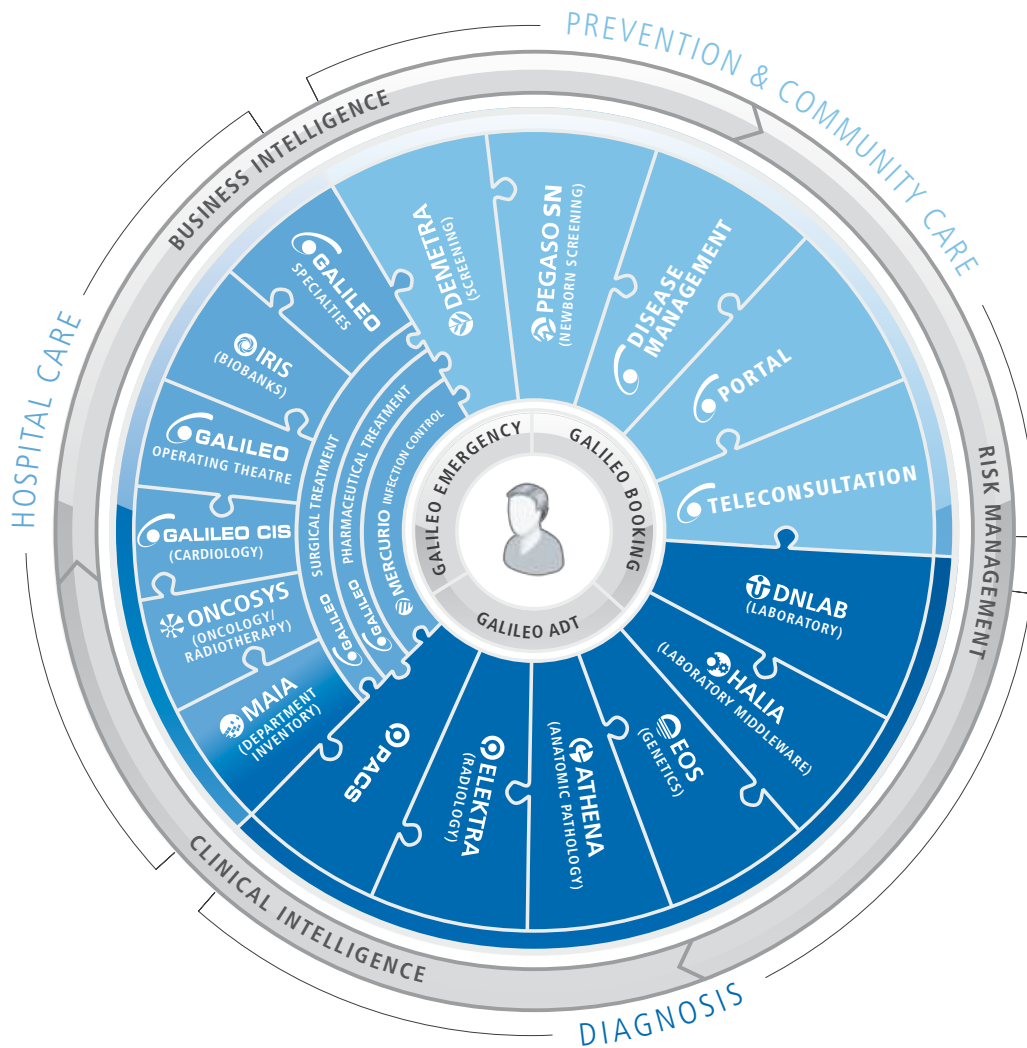 PREVENTION & COMMUNITY CARE
HOSPITAL CARE
DIAGNOSIS
BUSINESS INTELLIGENCE
RISK MANAGEMENT
CLINICAL INTELLIGENCE
DEMETRA
(SCREENING)
PEGASO SN
(NEWBORN SCREENING)
DISEASE
MANAGEMENT
PORTAL
TELECONSULTATION
DNLAB
(LABORATORY)
HALIA
(LABORATORY MIDDLEWARE)
EOS
(GENETICS)
ATHENA
(ANATOMIC PATHOLOGY)
ELEKTRA
(RADIOLOGY)
PACS
MAIA
(DEPARTMENT
INVENTORY)
ONCOSYS
(ONCOLOGY/
RADIOTHERAPY)
GALILEO CIS
(CARDIOLOGY)
GALILEO
OPERATING THEATRE
IRIS
(BIOBANKS)
GALILEO
SPECIALTIES
GALILEO SURGICAL TREATMENT
GALILEO PHARMACEUTICAL TREATMENT
MERCURIO INFECTION CONTROL
GALILEO EMERGENCY
GALILEO BOOKING
GALILEO ADT